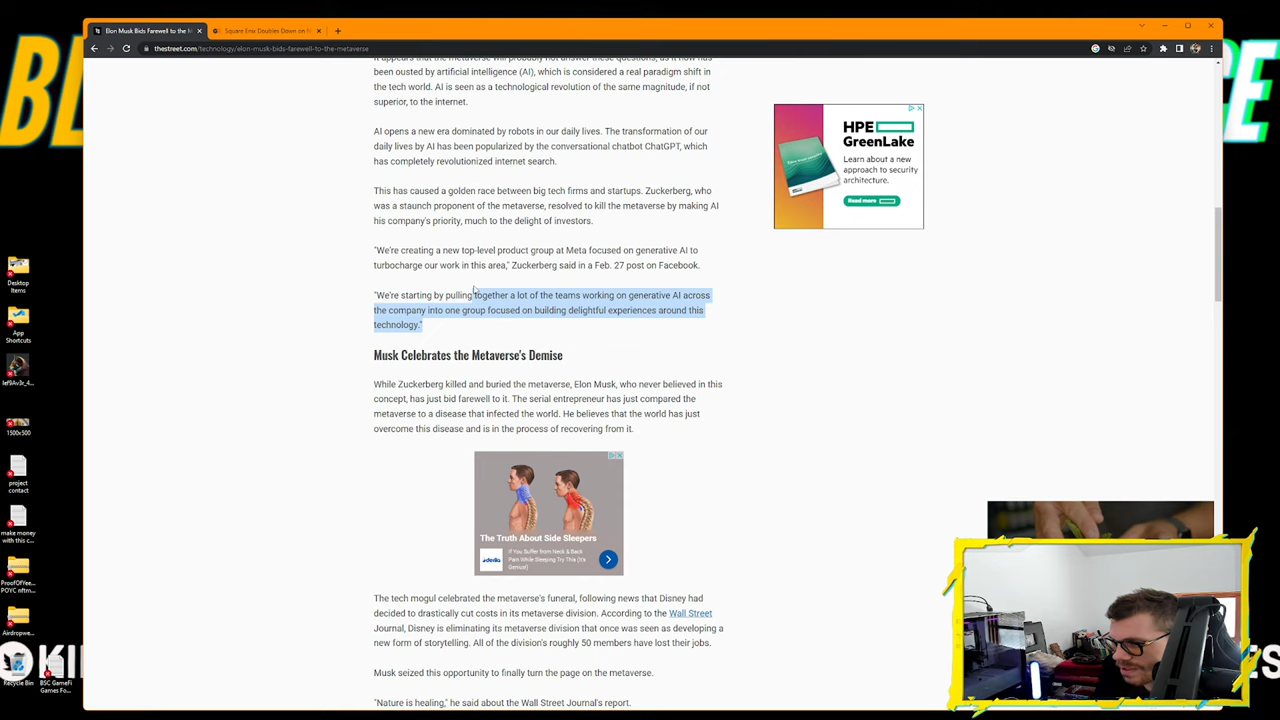 Elon Musk Bids Farewell to the M
Square Enix Doubles Down on N
thestreet.com/technology/elon-musk-bids-farewell-to-the-metaverse
It appears that the metaverse will probably not answer these questions, as it now has
been ousted by artificial intelligence (AI), which is considered a real paradigm shift in
the tech world. AI is seen as a technological revolution of the same magnitude, if not
superior, to the internet.
AI opens a new era dominated by robots in our daily lives. The transformation of our
daily lives by AI has been popularized by the conversational chatbot ChatGPT, which
has completely revolutionized internet search.
This has caused a golden race between big tech firms and startups. Zuckerberg, who
was a staunch proponent of the metaverse, resolved to kill the metaverse by making AI
his company's priority, much to the delight of investors.
"We're creating a new top-level product group at Meta focused on generative AI to
turbocharge our work in this area," Zuckerberg said in a Feb. 27 post on Facebook.
"We're starting by pulling together a lot of the teams working on generative AI across
the company into one group focused on building delightful experiences around this
technology."
Musk Celebrates the Metaverse's Demise
While Zuckerberg killed and buried the metaverse, Elon Musk, who never believed in this
concept, has just bid farewell to it. The serial entrepreneur has just compared the
metaverse to a disease that infected the world. He believes that the world has just
overcome this disease and is in the process of recovering from it.
The Truth About Side Sleepers
If You Suffer from Neck & Back
Pain While Sleeping Try This (It's
Genius!)
The tech mogul celebrated the metaverse's funeral, following news that Disney had
decided to drastically cut costs in its metaverse division. According to the Wall Street
Journal, Disney is eliminating its metaverse division that once was seen as developing a
new form of storytelling. All of the division's roughly 50 members have lost their jobs.
Musk seized this opportunity to finally turn the page on the metaverse.
"Nature is healing," he said about the Wall Street Journal's report.
HPE
GreenLake
Learn about a new
approach to security
architecture.
Read more
Desktop
Items
App
Shortcuts
1500x500
project
contact
make money
with this c...
ProofOfYee...
POYC nftm...
Airdropwe...
Recycle Bin
BSC GameFi
Games Fo...